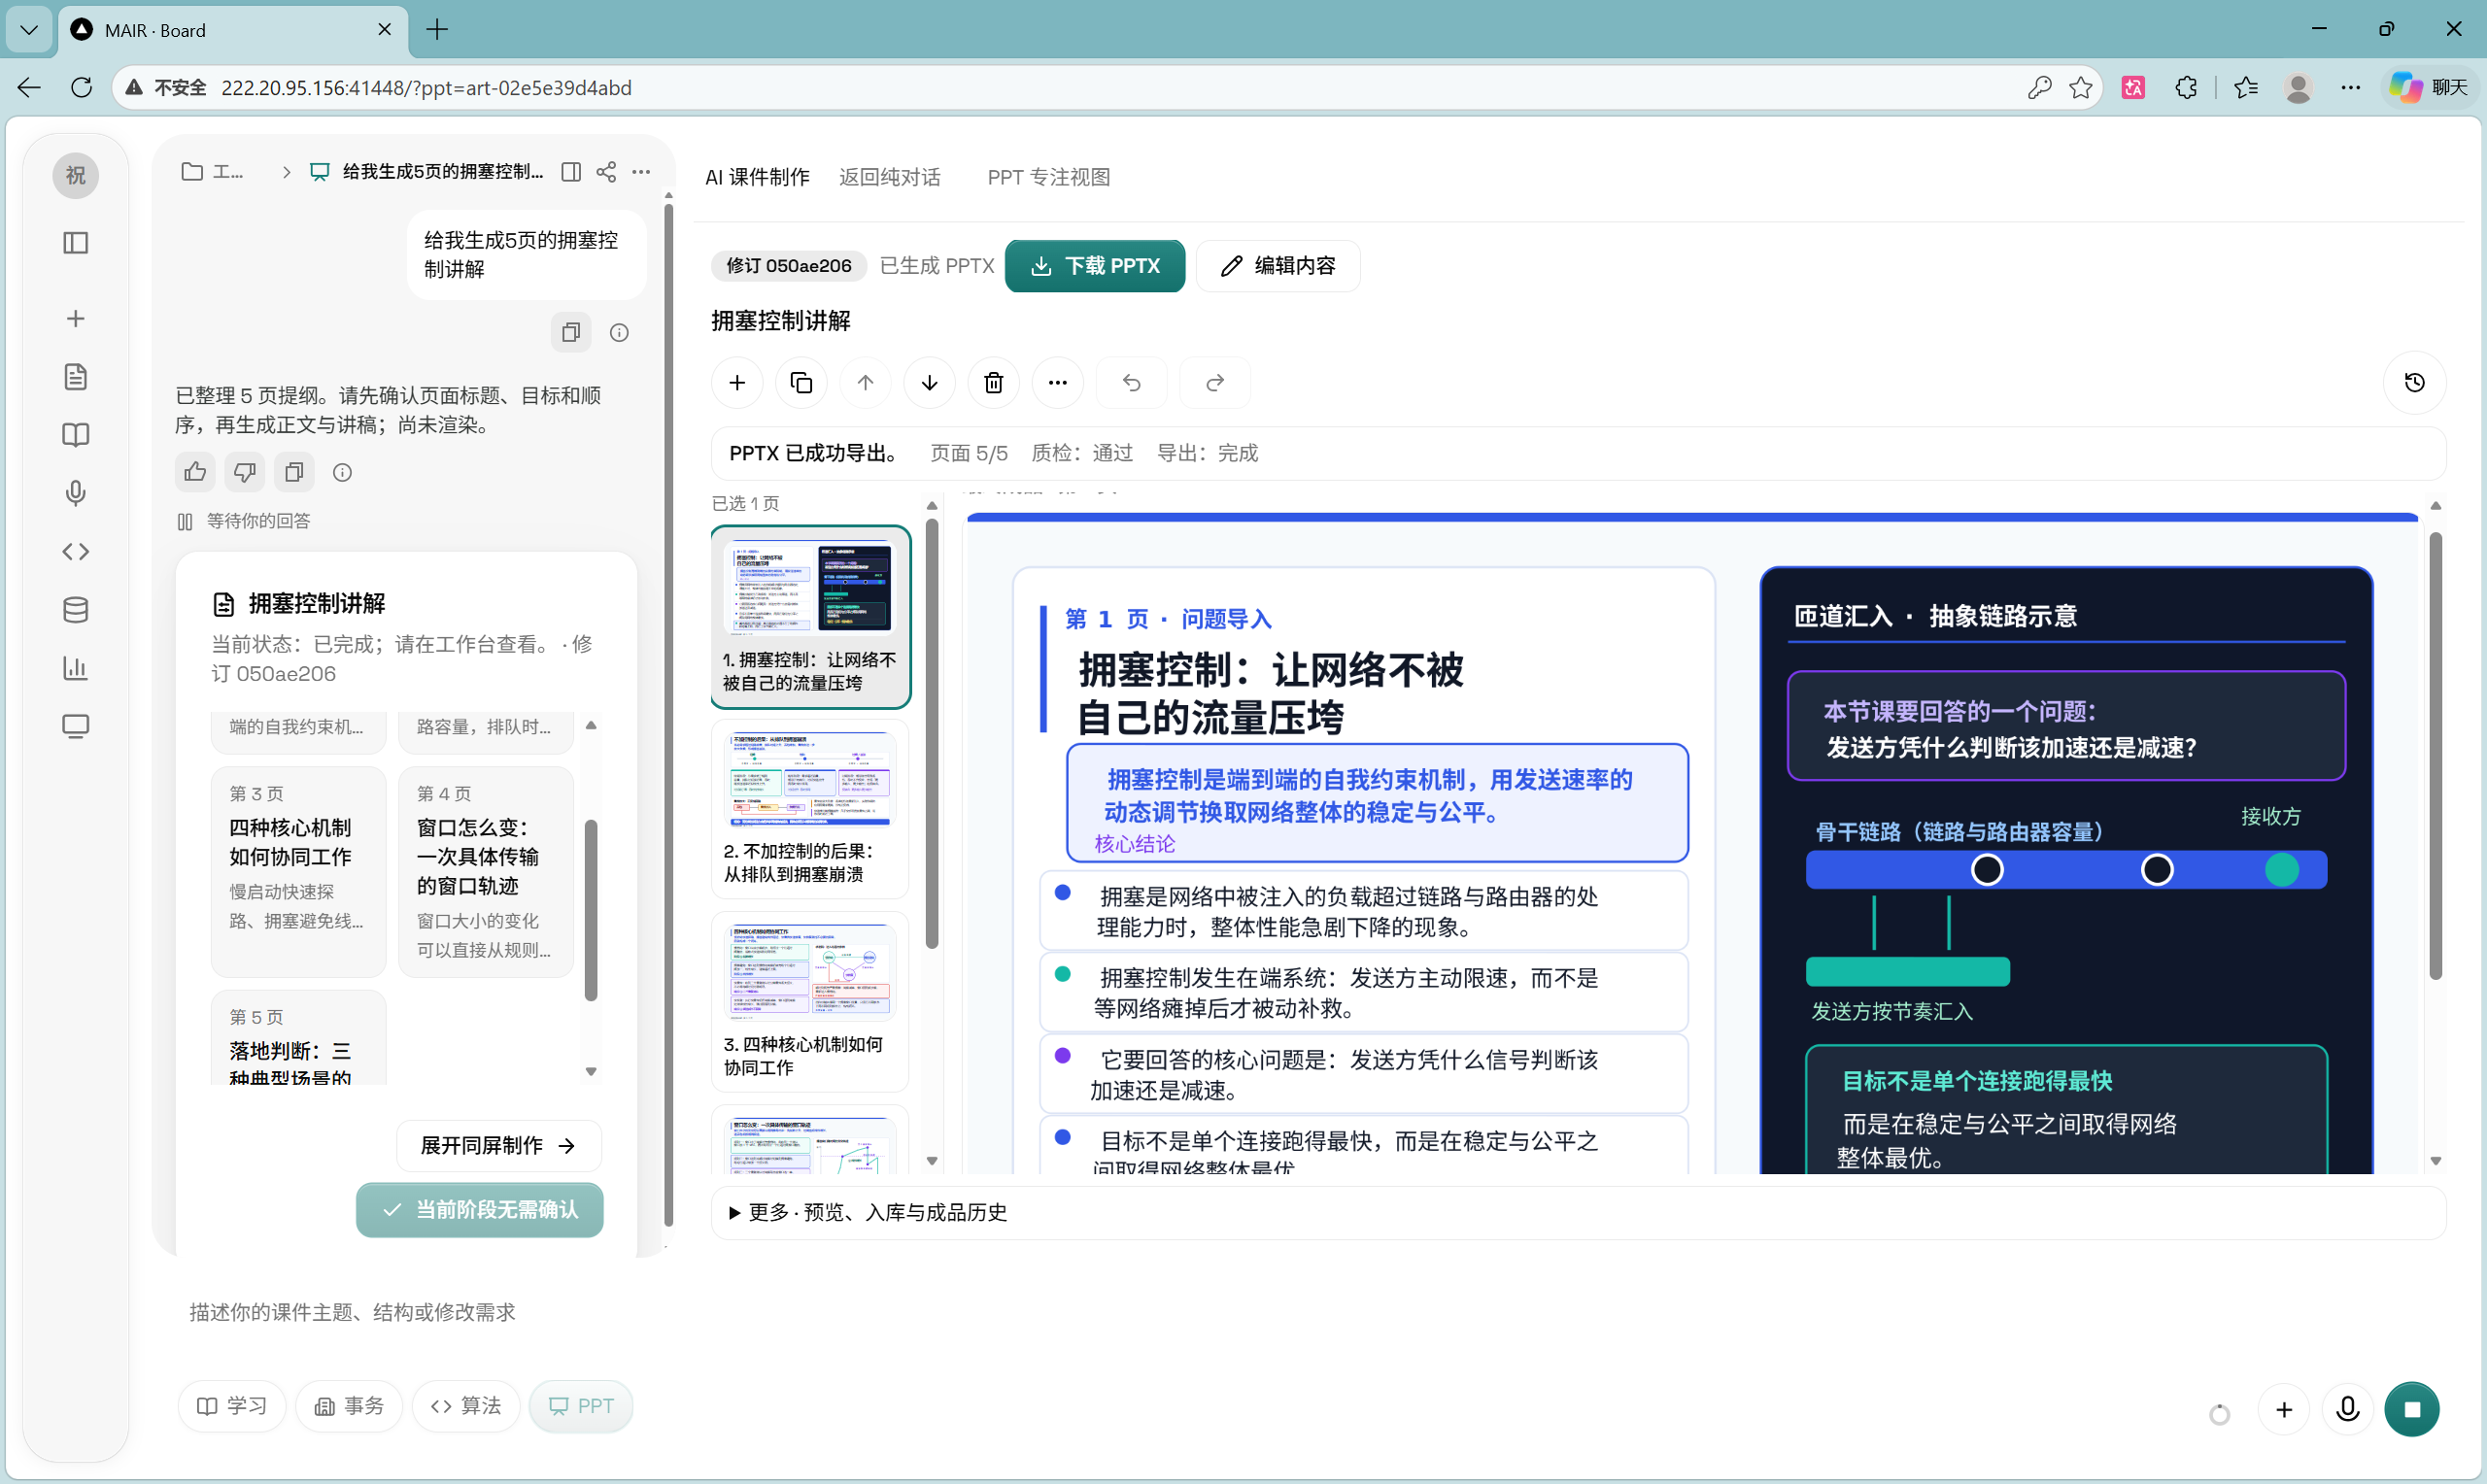 MAIR · Board
不安全 222.20.95.156:41448/?ppt=art-02e5e39d4abd
聊天
祝
工...
给我生成5页的拥塞控制...
给我生成5页的拥塞控
制讲解
已整理 5 页提纲。请先确认页面标题、目标和顺
序，再生成正文与讲稿；尚未渲染。
等待你的回答
拥塞控制讲解
当前状态：已完成；请在工作台查看。 · 修
订 050ae206
端的自我约束机...
路容量，排队时...
第 3 页
四种核心机制
如何协同工作
慢启动快速探
路、拥塞避免线...
第 4 页
窗口怎么变：
一次具体传输
的窗口轨迹
窗口大小的变化
可以直接从规则...
第 5 页
落地判断：三
种典型场景的
展开同屏制作
当前阶段无需确认
描述你的课件主题、结构或修改需求
学习
事务
算法
PPT
AI 课件制作
返回纯对话
PPT 专注视图
修订 050ae206
已生成 PPTX
下载 PPTX
编辑内容
拥塞控制讲解
PPTX 已成功导出。 页面 5/5 质检：通过 导出：完成
已选 1 页
1. 拥塞控制：让网络不
被自己的流量压垮
2. 不加控制的后果：
从排队到拥塞崩溃
3. 四种核心机制如何
协同工作
第 1 页 · 问题导入
拥塞控制：让网络不被
自己的流量压垮
拥塞控制是端到端的自我约束机制，用发送速率的
动态调节换取网络整体的稳定与公平。
核心结论
拥塞是网络中被注入的负载超过链路与路由器的处
理能力时，整体性能急剧下降的现象。
拥塞控制发生在端系统：发送方主动限速，而不是
等网络瘫掉后才被动补救。
它要回答的核心问题是：发送方凭什么信号判断该
加速还是减速。
目标不是单个连接跑得最快，而是在稳定与公平之
间取得网络整体最优
匝道汇入 · 抽象链路示意
本节课要回答的一个问题：
发送方凭什么判断该加速还是减速？
接收方
骨干链路（链路与路由器容量）
发送方按节奏汇入
目标不是单个连接跑得最快
而是在稳定与公平之间取得网络
整体最优。
更多 · 预览、入库与成品历史